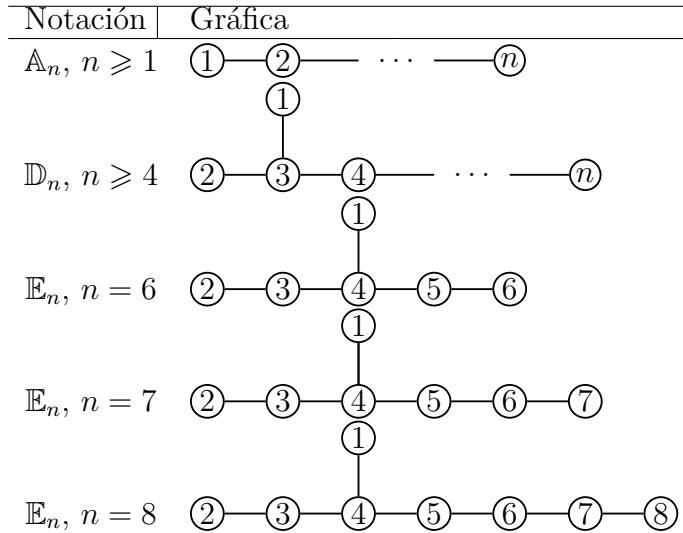 Notación Gráfica
𝔸ₙ, n ⩾ 1 1 2 ··· n
1
𝔻ₙ, n ⩾ 4 2 3 4 ··· n
1
𝔼ₙ, n = 6 2 3 4 5 6
1
𝔼ₙ, n = 7 2 3 4 5 6 7
1
𝔼ₙ, n = 8 2 3 4 5 6 7 8